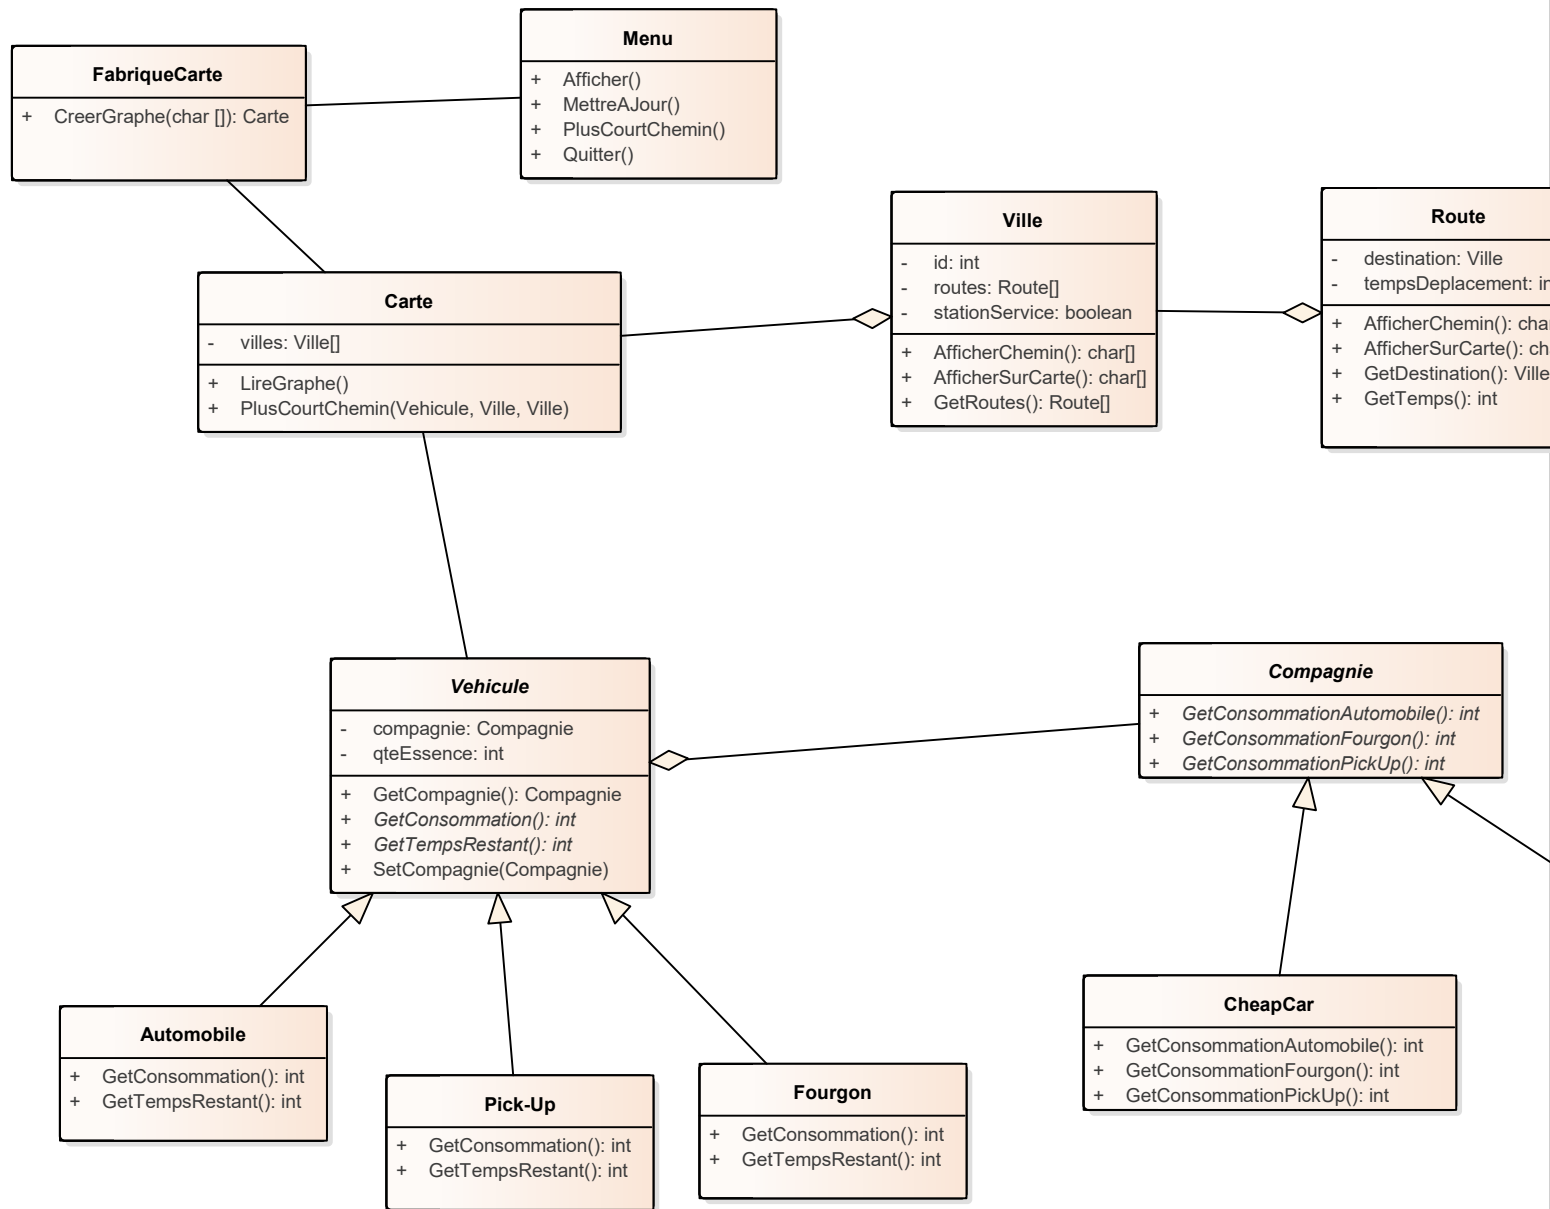 Menu
+ Afficher()
+ MettreAJour()
+ PlusCourtChemin()
+ Quitter()
FabriqueCarte
+ CreerGraphe(char []): Carte
Ville
- id: int
- routes: Route[]
- stationService: boolean
+ AfficherChemin(): char[]
+ AfficherSurCarte(): char[]
+ GetRoutes(): Route[]
Route
- destination: Ville
- tempsDeplacement:
+ AfficherChemin():
+ AfficherSurCarte():
+ GetDestination(): Ville
+ GetTemps(): int
Carte
- villes: Ville[]
+ LireGraphe()
+ PlusCourtChemin(Vehicule, Ville, Ville)
Vehicule
- compagnie: Compagnie
- qteEssence: int
+ GetCompagnie(): Compagnie
+ GetConsommation(): int
+ GetTempsRestant(): int
+ SetCompagnie(Compagnie)
Compagnie
+ GetConsommationAutomobile(): int
+ GetConsommationFourgon(): int
+ GetConsommationPickUp(): int
Automobile
+ GetConsommation(): int
+ GetTempsRestant(): int
Pick-Up
+ GetConsommation(): int
+ GetTempsRestant(): int
Fourgon
+ GetConsommation(): int
+ GetTempsRestant(): int
CheapCar
+ GetConsommationAutomobile(): int
+ GetConsommationFourgon(): int
+ GetConsommationPickUp(): int